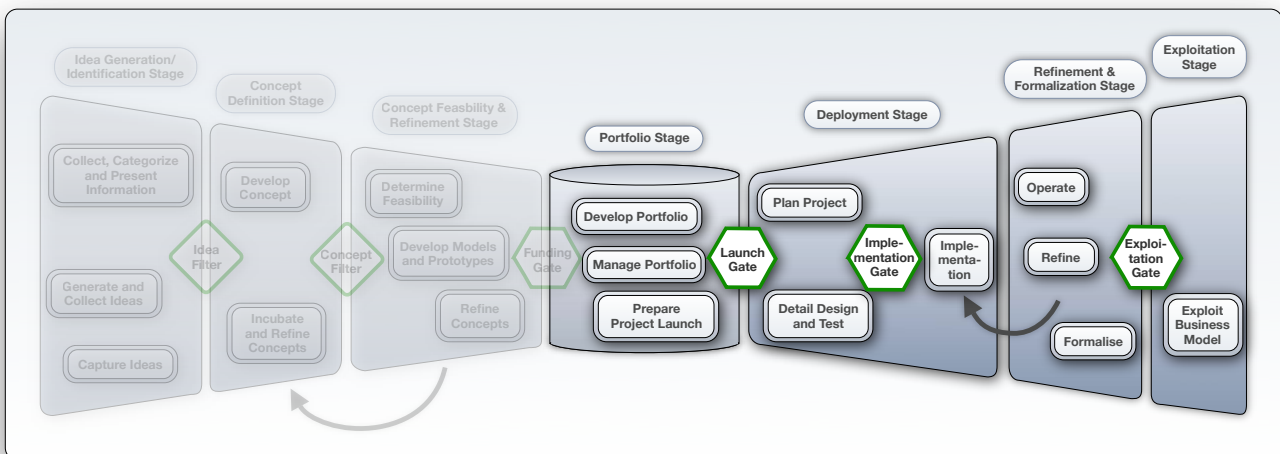 Idea Generation/
Identification Stage
Collect, Categorize
and Present
Information
Generate and
Collect Ideas
Capture Ideas
Idea
Filter
Concept
Definition Stage
Develop
Concept
Incubate
and Refine
Concepts
Concept
Filter
Concept Feasibility &
Refinement Stage
Determine
Feasibility
Develop Models
and Prototypes
Refine
Concepts
Funding
Gate
Portfolio Stage
Develop Portfolio
Manage Portfolio
Prepare
Project Launch
Launch
Gate
Deployment Stage
Plan Project
Detail Design
and Test
Imple-
mentation
Gate
Imple-
menta-
tion
Refinement &
Formalization Stage
Operate
Refine
Formalise
Exploi-
tation
Gate
Exploitation
Stage
Exploit
Business
Model